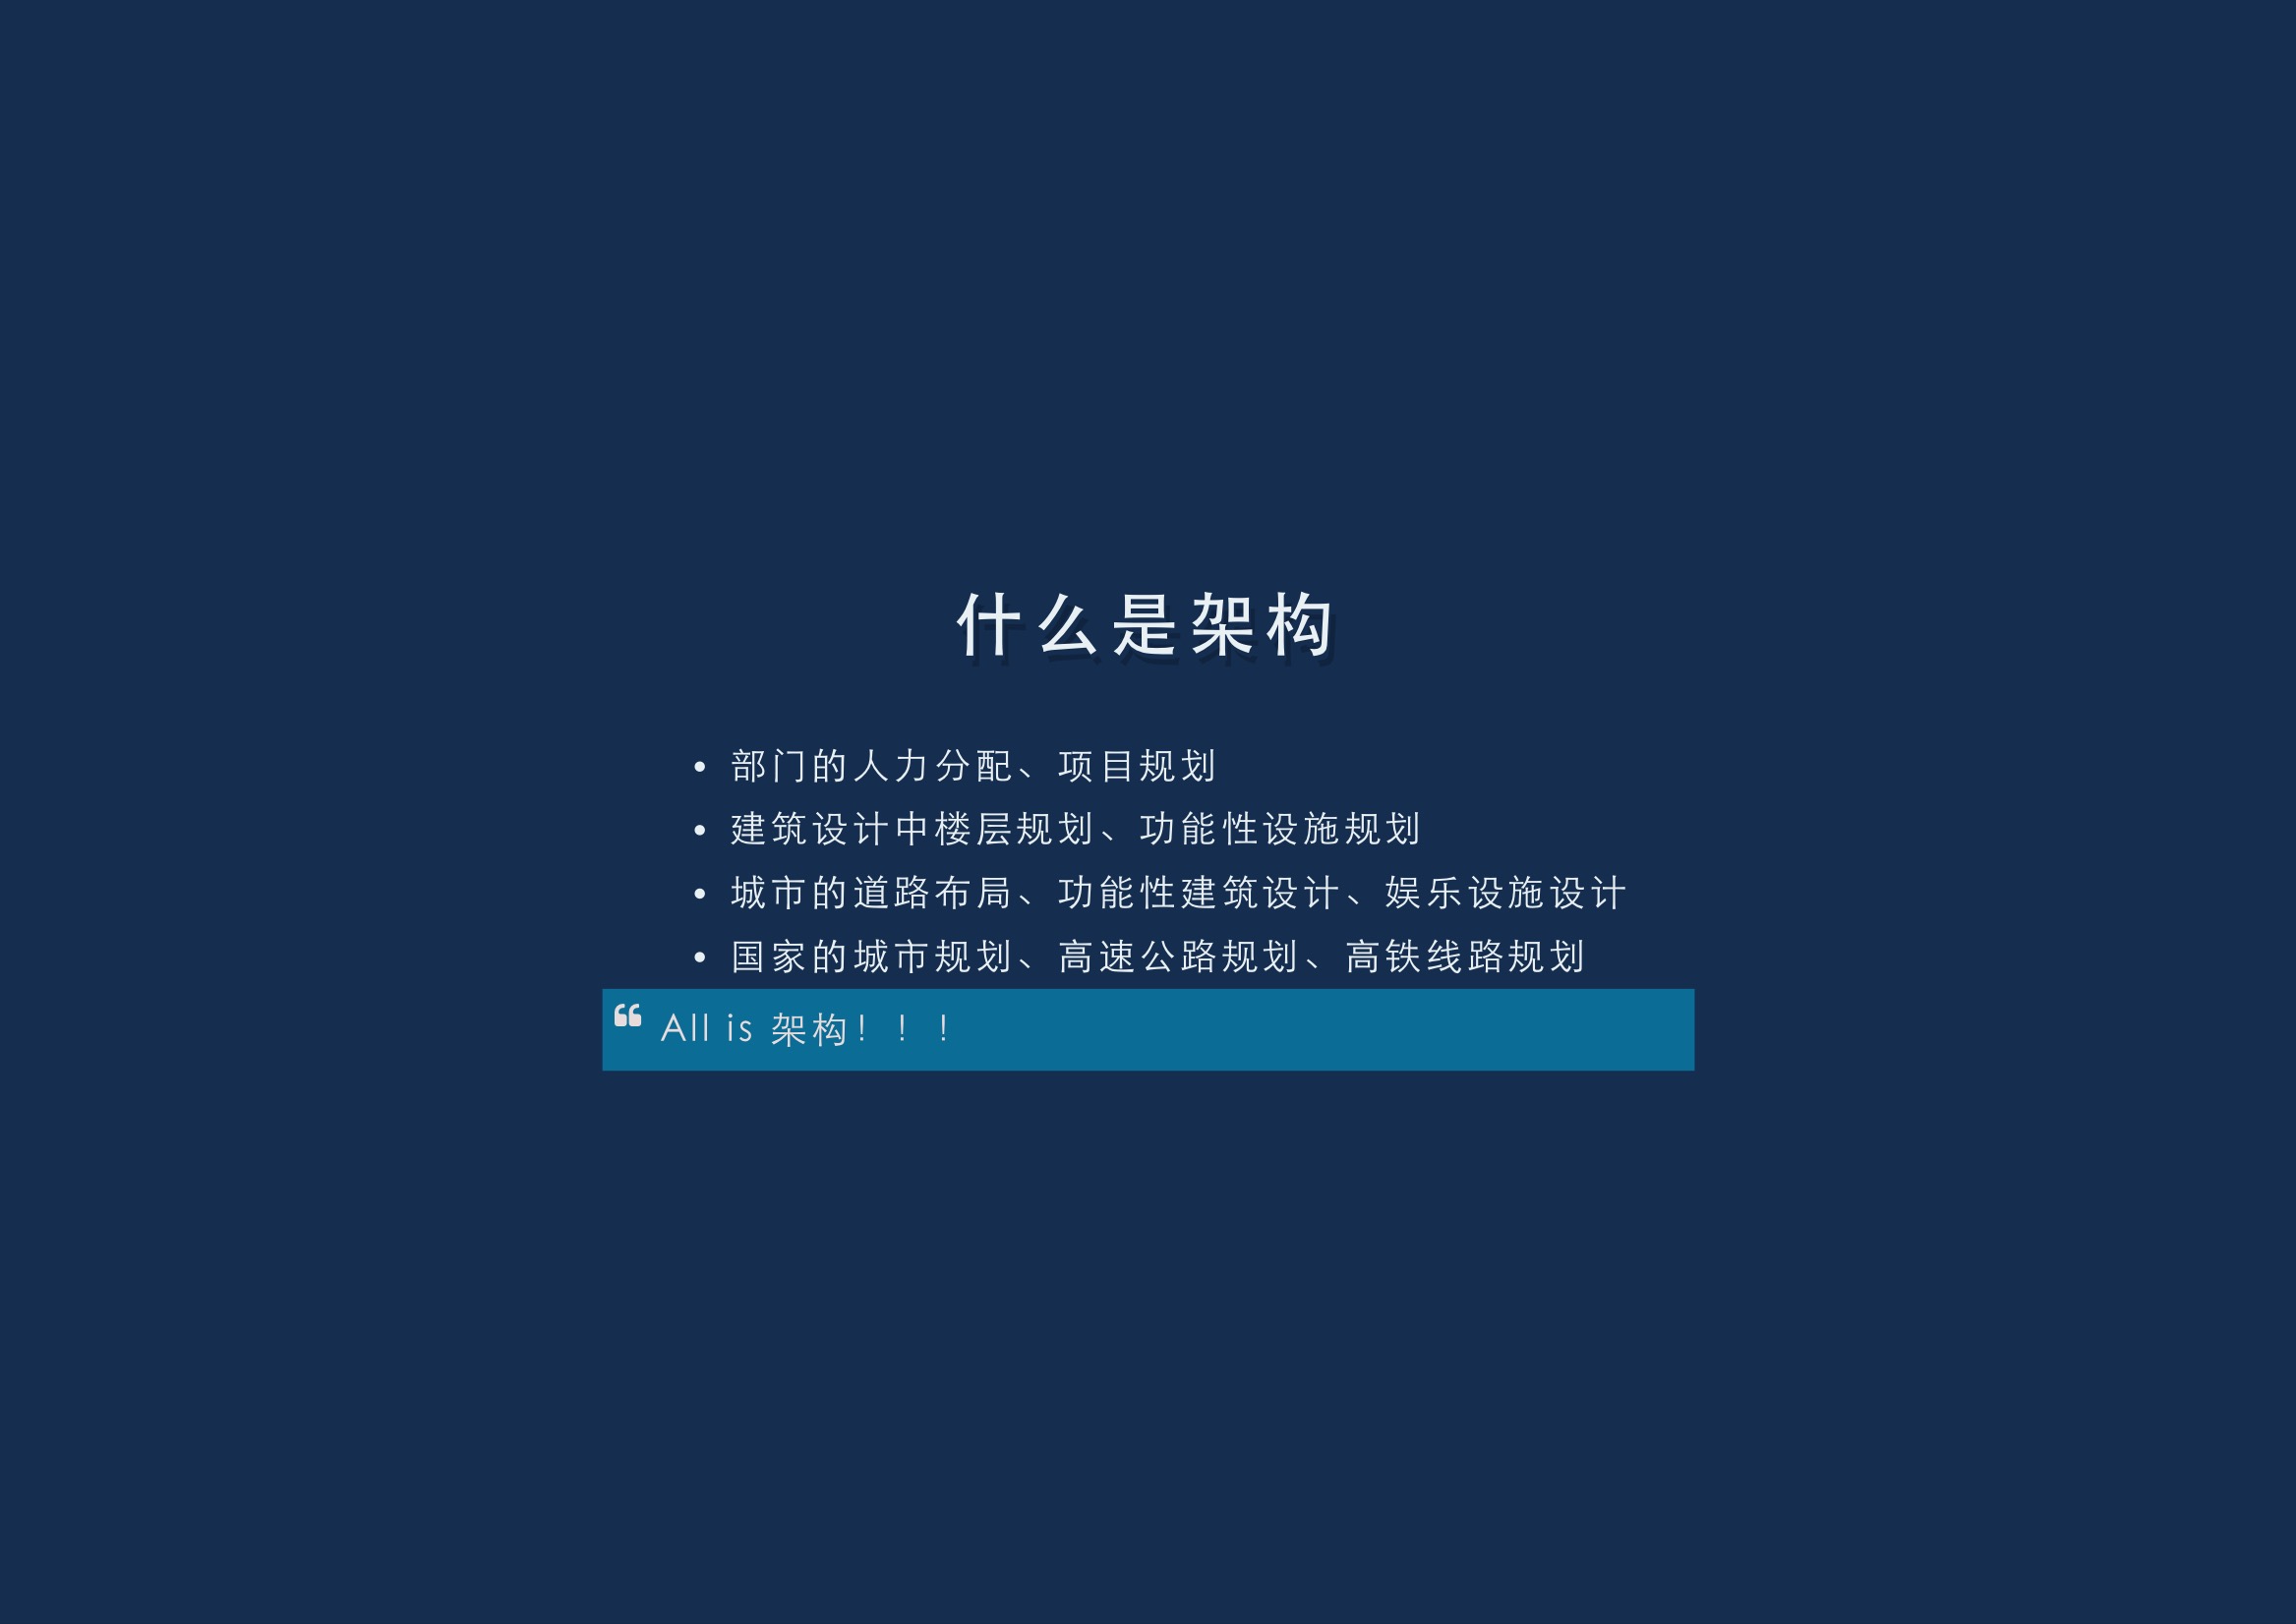 什么是架构
• 部门的人力分配、项目规划
• 建筑设计中楼层规划、功能性设施规划
• 城市的道路布局、功能性建筑设计、娱乐设施设计
• 国家的城市规划、高速公路规划、高铁线路规划
“ All is 架构！！！